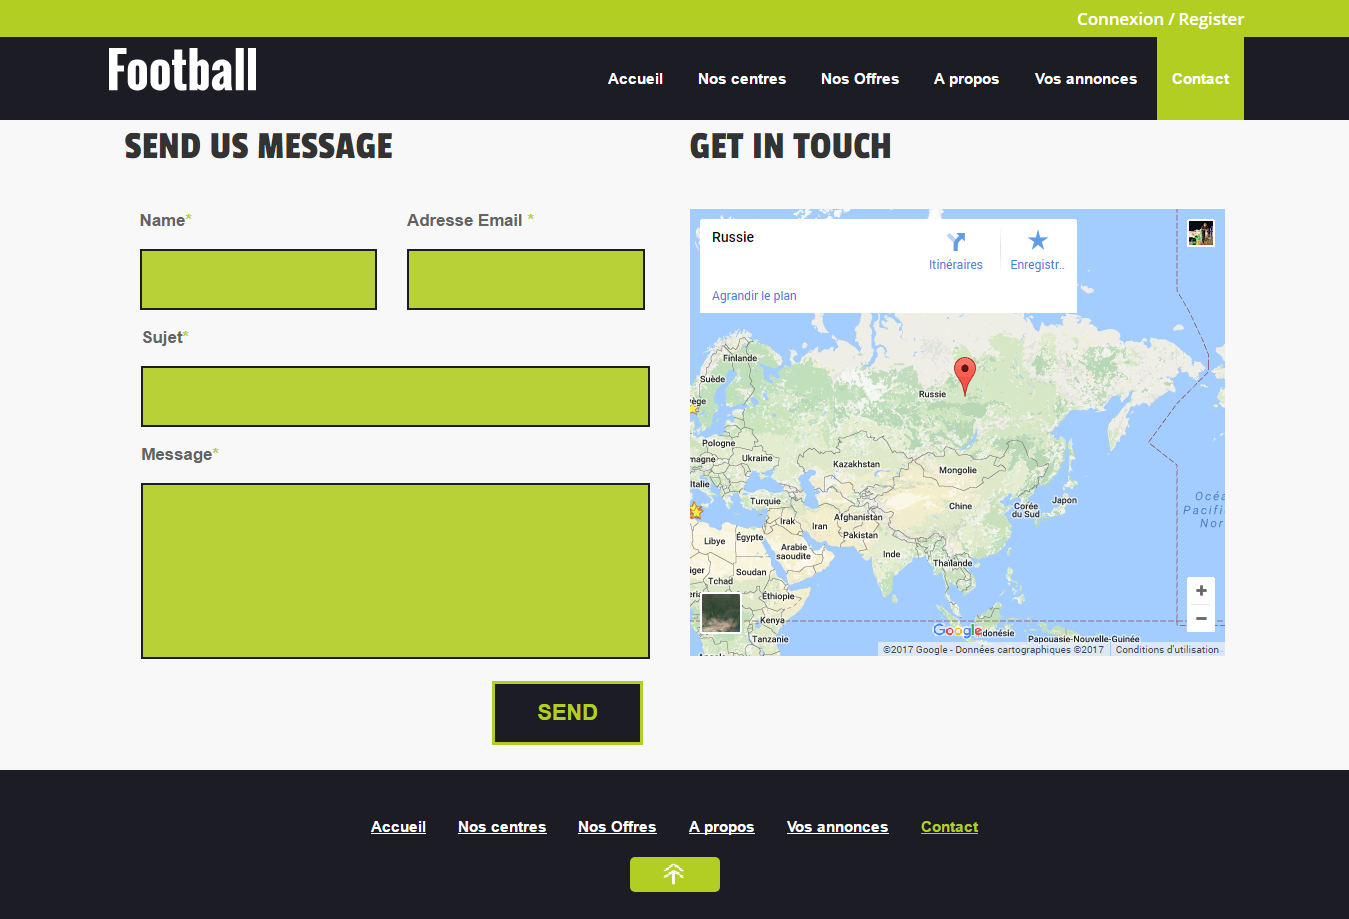 Connexion / Register
Football
Accueil Nos centres Nos Offres A propos Vos annonces Contact
SEND US MESSAGE
GET IN TOUCH
Name*
Adresse Email *
Sujet*
Message*
SEND
Russie
Itinéraires
Enregistr..
Agrandir le plan
Finlande
Suède
Russie
vège
Pologne
magne
Ukraine
Kazakhstan
Mongolie
Italie
Turquie
Chine
Corée
du Sud
Japon
Océa
Pacifi
Nor
Afghanistan
Irak
Iran
Pakistan
Libye
Égypte
Arabie
saoudite
Inde
Thaïlande
iger
Tchad
Soudan
Éthiopie
Kenya
Tanzanie
Google
donésie
Papouasie-Nouvelle-Guinée
©2017 Google - Données cartographiques ©2017
Conditions d'utilisation
Accueil Nos centres Nos Offres A propos Vos annonces Contact